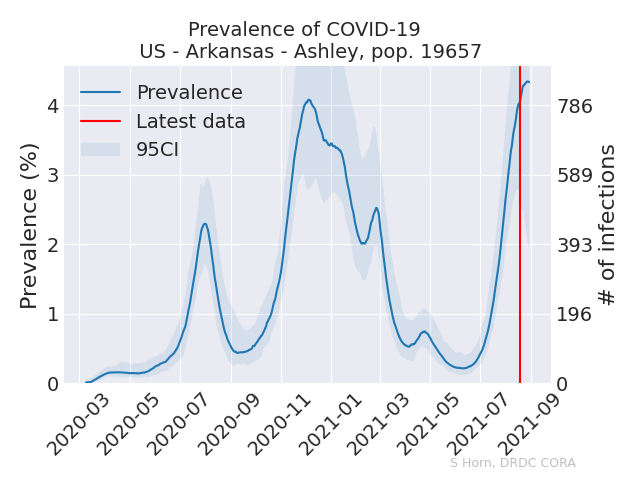 Prevalence of COVID-19
US - Arkansas - Ashley, pop. 19657
Prevalence
Latest data
95CI
Prevalence (%)
4
3
2
1
0
786
589
393
196
0
# of infections
2020-03
2020-05
2020-07
2020-09
2020-11
2021-01
2021-03
2021-05
2021-07
2021-09
S Horn, DRDC CORA